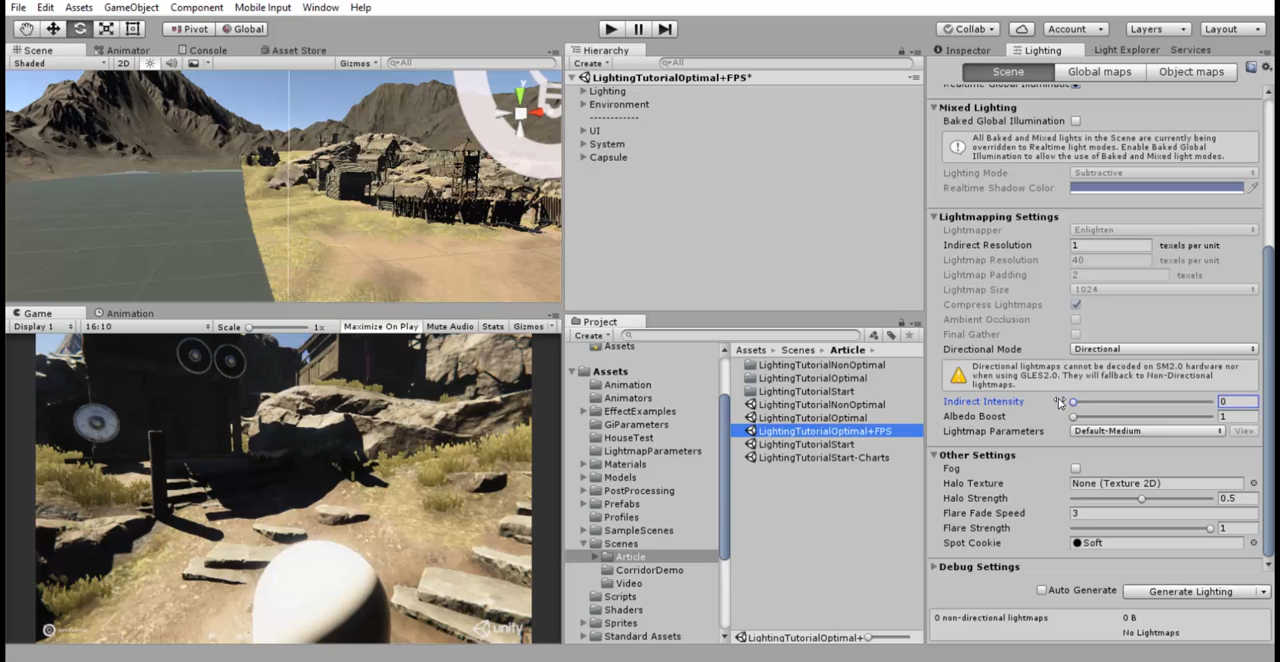 File Edit Assets GameObject Component Mobile Input Window Help
Pivot Global Collab Account Layers Layout
Scene Animator Console Asset Store
Shaded 2D Gizmos All
Hierarchy
Create All
LightingTutorialOptimal+FPS*
Lighting
Environment
------------
UI
System
Capsule
Game Animation
Display 1 16:10 Scale 1x Maximize On Play Mute Audio Stats Gizmos
unity
Project
Create
Assets
Assets
Animation
Animators
EffectExamples
GiParameters
HouseTest
LightmapParameters
Materials
Models
PostProcessing
Prefabs
Profiles
SampleScenes
Scenes
Article
CorridorDemo
Video
Scripts
Shaders
Sprites
Standard Assets
Assets Scenes Article
LightingTutorialNonOptimal
LightingTutorialOptimal
LightingTutorialStart
LightingTutorialNonOptimal
LightingTutorialOptimal
LightingTutorialOptimal+FPS
LightingTutorialStart
LightingTutorialStart-Charts
LightingTutorialOptimal+
Inspector Lighting Light Explorer Services
Scene Global maps Object maps
Mixed Lighting
Baked Global Illumination
All Baked and Mixed lights in the Scene are currently being
overridden to Realtime light modes. Enable Baked Global
Illumination to allow the use of Baked and Mixed light modes.
Lighting Mode Subtractive
Realtime Shadow Color
Lightmapping Settings
Lightmapper Enlighten
Indirect Resolution 1 texels per unit
Lightmap Resolution 40 texels per unit
Lightmap Padding 2 texels
Lightmap Size 1024
Compress Lightmaps
Ambient Occlusion
Final Gather
Directional Mode Directional
Directional lightmaps cannot be decoded on SM2.0 hardware nor
when using GLES2.0. They will fallback to Non-Directional
lightmaps.
Indirect Intensity 0
Albedo Boost 1
Lightmap Parameters Default-Medium View
Other Settings
Fog
Halo Texture None (Texture 2D)
Halo Strength 0.5
Flare Fade Speed 3
Flare Strength 1
Spot Cookie Soft
Debug Settings
Auto Generate Generate Lighting
0 non-directional lightmaps 0 B
No Lightmaps